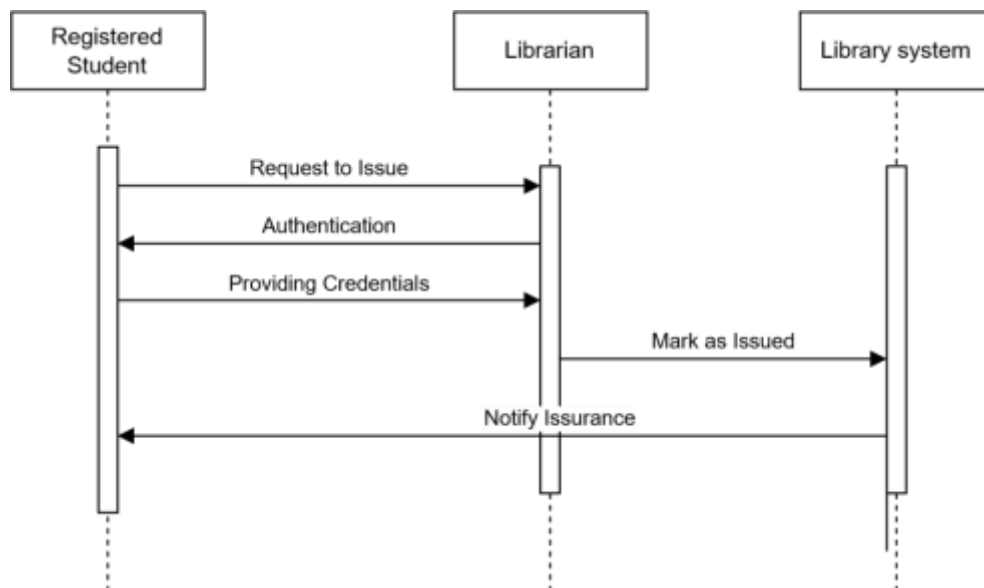 Registered
Student
Librarian
Library system
Request to Issue
Authentication
Providing Credentials
Mark as Issued
Notify Issurance